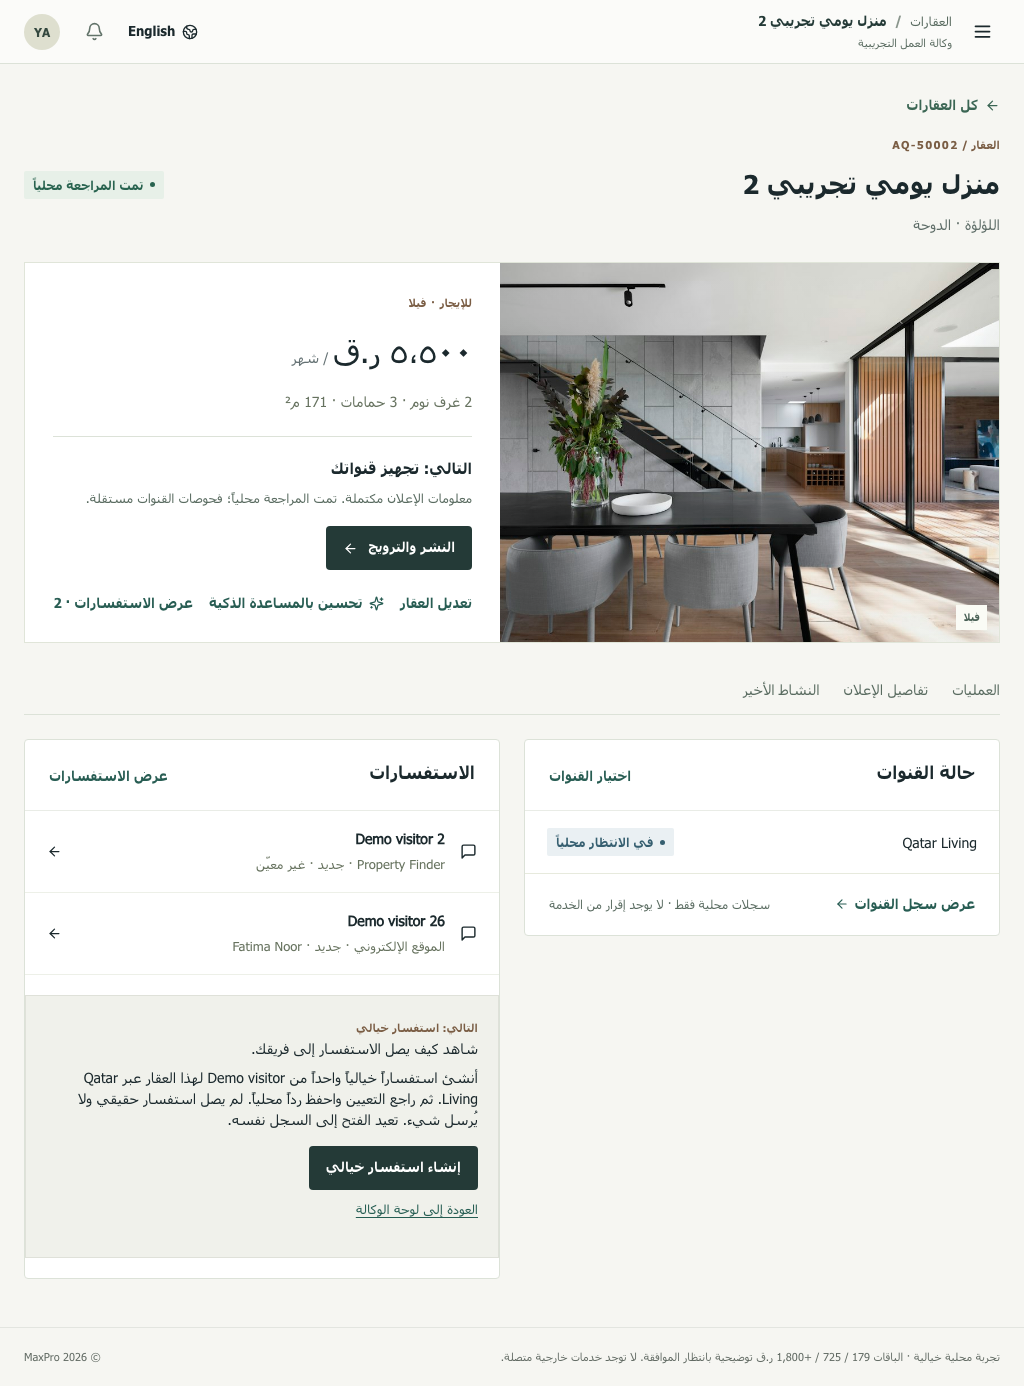 العقارات / منزل يومي تجريبي 2
وكالة العمل التجريبية
English
YA
كل العقارات
العقار / AQ-50002
منزل يومي تجريبي 2
تمت المراجعة محلياً
اللؤلؤة · الدوحة
فيلا
للإيجار · فيلا
٥،٥٠٠ ر.ق / شهر
2 غرف نوم · 3 حمامات · 171 م²
التالي: تجهيز قنواتك
معلومات الإعلان مكتملة. تمت المراجعة محلياً؛ فحوصات القنوات مستقلة.
النشر والترويج
تعديل العقار
تحسين بالمساعدة الذكية
عرض الاستفسارات · 2
العمليات
تفاصيل الإعلان
النشاط الأخير
حالة القنوات
اختيار القنوات
Qatar Living
في الانتظار محلياً
عرض سجل القنوات
سجلات محلية فقط · لا يوجد إقرار من الخدمة
الاستفسارات
عرض الاستفسارات
Demo visitor 2
Property Finder · جديد · غير معيّن
Demo visitor 26
الموقع الإلكتروني · جديد · Fatima Noor
التالي: استفسار خيالي
شاهد كيف يصل الاستفسار إلى فريقك.
أنشئ استفساراً خيالياً واحداً من Demo visitor لهذا العقار عبر Qatar
Living. ثم راجع التعيين واحفظ رداً محلياً. لم يصل استفسار حقيقي ولا
يُرسل شيء. تعيد الفتح إلى السجل نفسه.
إنشاء استفسار خيالي
العودة إلى لوحة الوكالة
تجربة محلية خيالية · الباقات 179 / 725 / +1,800 ر.ق توضيحية بانتظار الموافقة. لا توجد خدمات خارجية متصلة.
© 2026 MaxPro